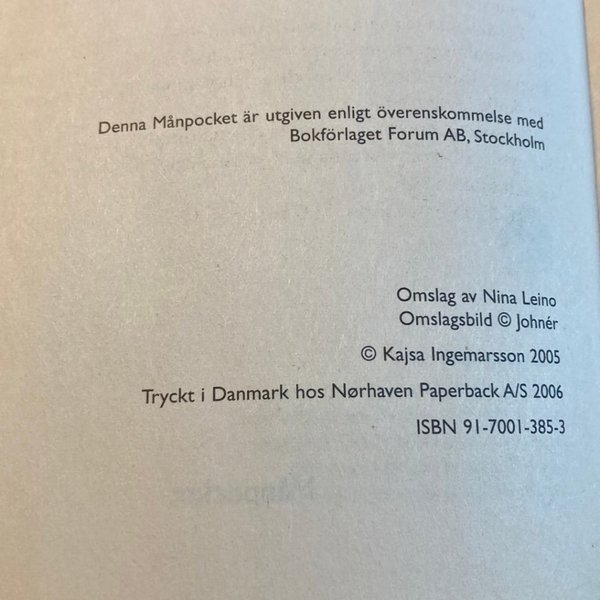 Denna Månpocket är utgiven enligt överenskommelse med
Bokförlaget Forum AB, Stockholm
Omslag av Nina Leino
Omslagsbild © Johnér
© Kajsa Ingemarsson 2005
Tryckt i Danmark hos Nørhaven Paperback A/S 2006
ISBN 91-7001-385-3